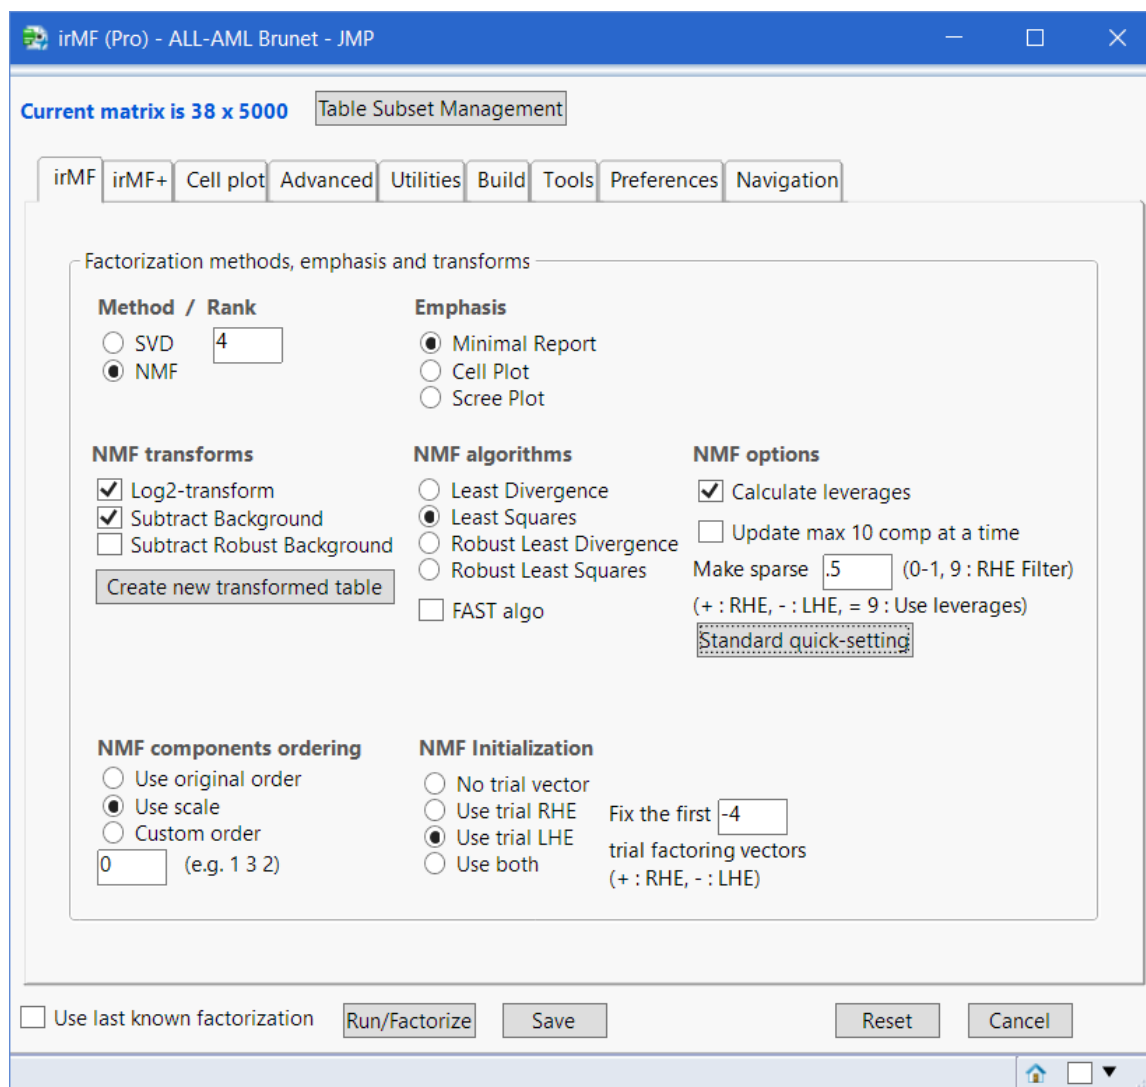 irMF (Pro) - ALL-AML Brunet - JMP
Current matrix is 38 x 5000 Table Subset Management
irMF irMF+ Cell plot Advanced Utilities Build Tools Preferences Navigation
Factorization methods, emphasis and transforms
Method / Rank Emphasis
SVD 4 Minimal Report
NMF Cell Plot
Scree Plot
NMF transforms NMF algorithms NMF options
Log2-transform Least Divergence Calculate leverages
Subtract Background Least Squares
Subtract Robust Background Robust Least Divergence Update max 10 comp at a time
Create new transformed table Robust Least Squares Make sparse .5 (0-1, 9 : RHE Filter)
FAST algo (+ : RHE, - : LHE, = 9 : Use leverages)
Standard quick-setting
NMF components ordering NMF Initialization
Use original order No trial vector
Use scale Use trial RHE Fix the first -4
Custom order Use trial LHE trial factoring vectors
0 (e.g. 1 3 2) Use both (+ : RHE, - : LHE)
Use last known factorization Run/Factorize Save Reset Cancel